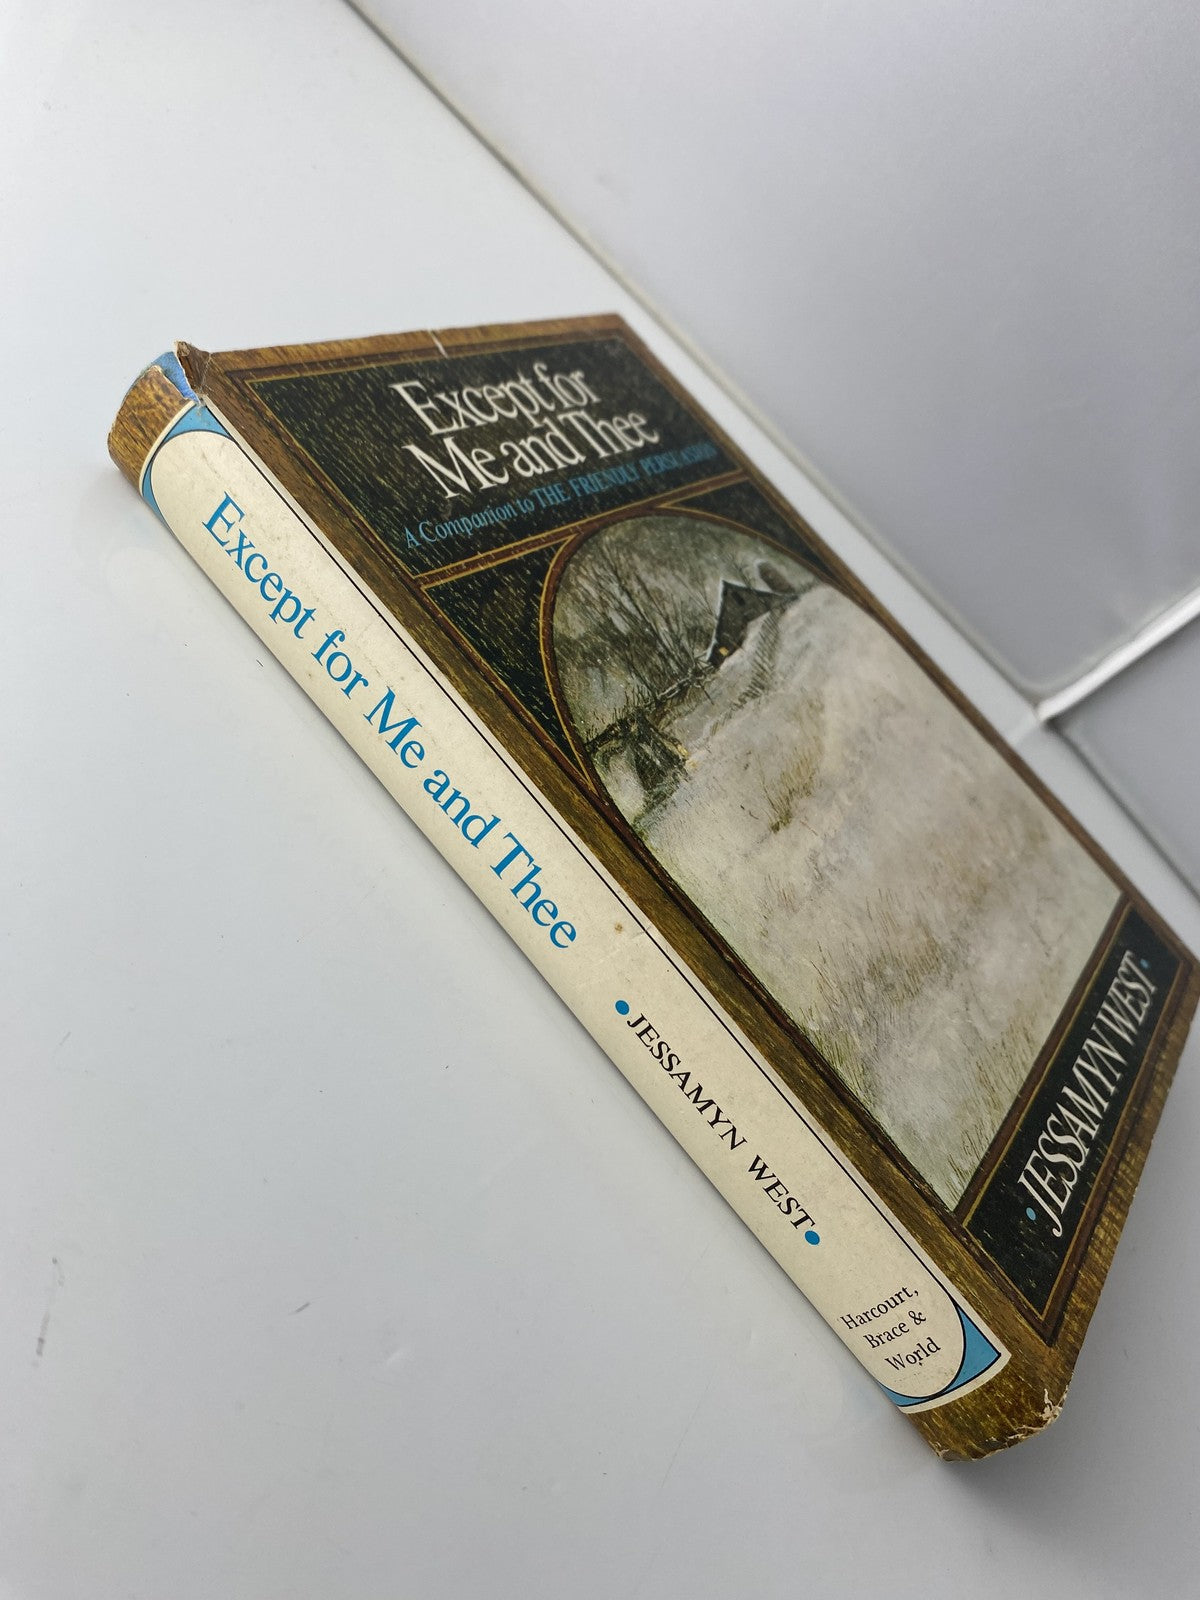 Except for
Me and Thee
A Companion to THE FRIENDLY PERSUASION
• JESSAMYN WEST •
Except for Me and Thee
• JESSAMYN WEST •
Harcourt,
Brace &
World